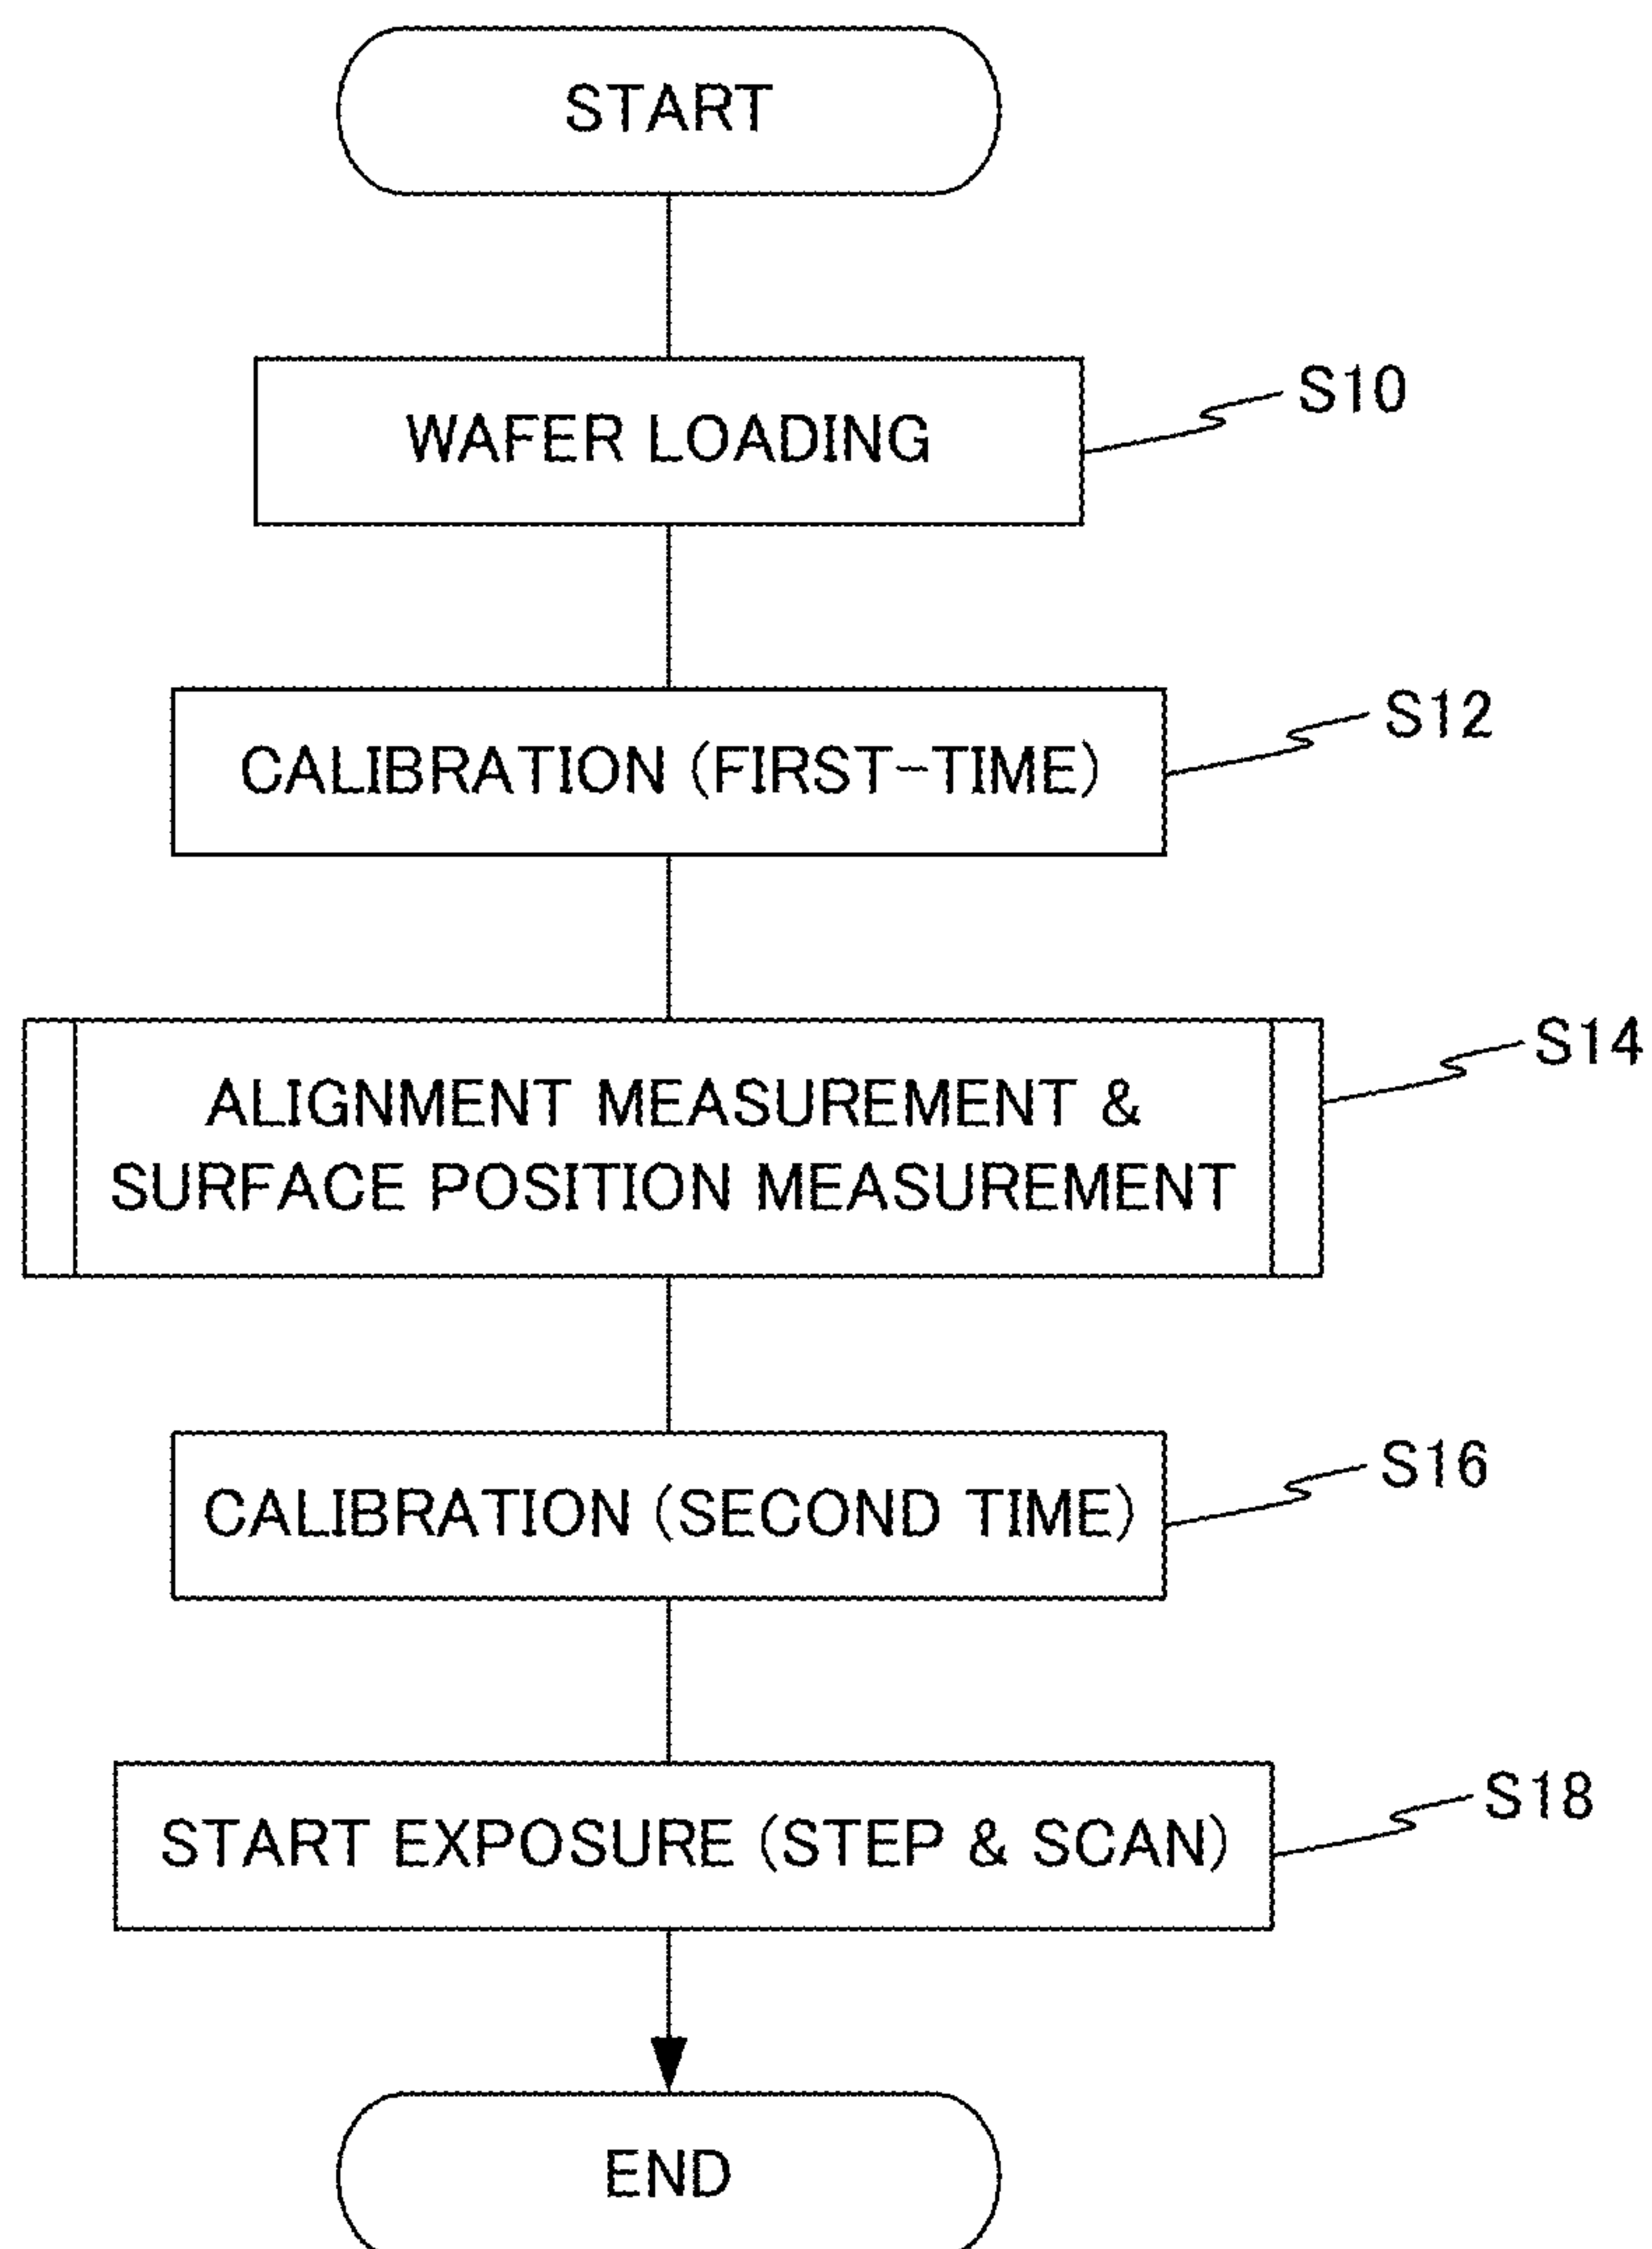 START
WAFER LOADING
S10
CALIBRATION (FIRST-TIME)
S12
ALIGNMENT MEASUREMENT &
SURFACE POSITION MEASUREMENT
S14
CALIBRATION (SECOND TIME)
S16
START EXPOSURE (STEP & SCAN)
S18
END